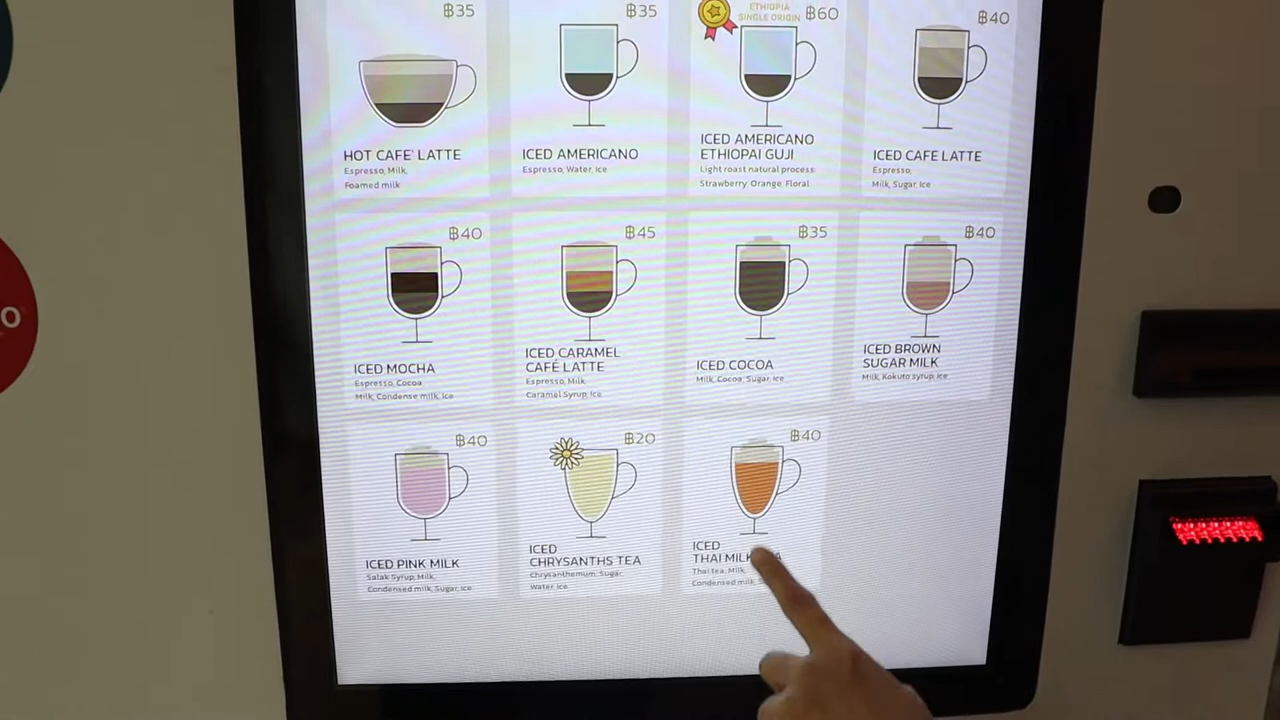 ฿35
฿35
ETHIOPIA
SINGLE ORIGIN
฿60
฿40
HOT CAFE' LATTE
Espresso, Milk,
Foamed milk
ICED AMERICANO
Espresso, Water, Ice
ICED AMERICANO
ETHIOPAI GUJI
Light roast natural process
Strawberry, Orange, Floral
ICED CAFE LATTE
Espresso,
Milk, Sugar, Ice
฿40
฿45
฿35
฿40
ICED MOCHA
Espresso, Cocoa
Milk, Condense milk, Ice
ICED CARAMEL
CAFÉ LATTE
Espresso, Milk,
Caramel Syrup, Ice
ICED COCOA
Milk, Cocoa, Sugar, Ice
ICED BROWN
SUGAR MILK
Milk, Kokuto syrup, Ice
฿40
฿20
฿40
ICED PINK MILK
Salak Syrup, Milk,
Condensed milk, Sugar, Ice
ICED
CHRYSANTHS TEA
Chrysanthemum, Sugar,
Water, Ice
ICED
THAI MILK
Thai tea, Milk,
Condensed milk,
O